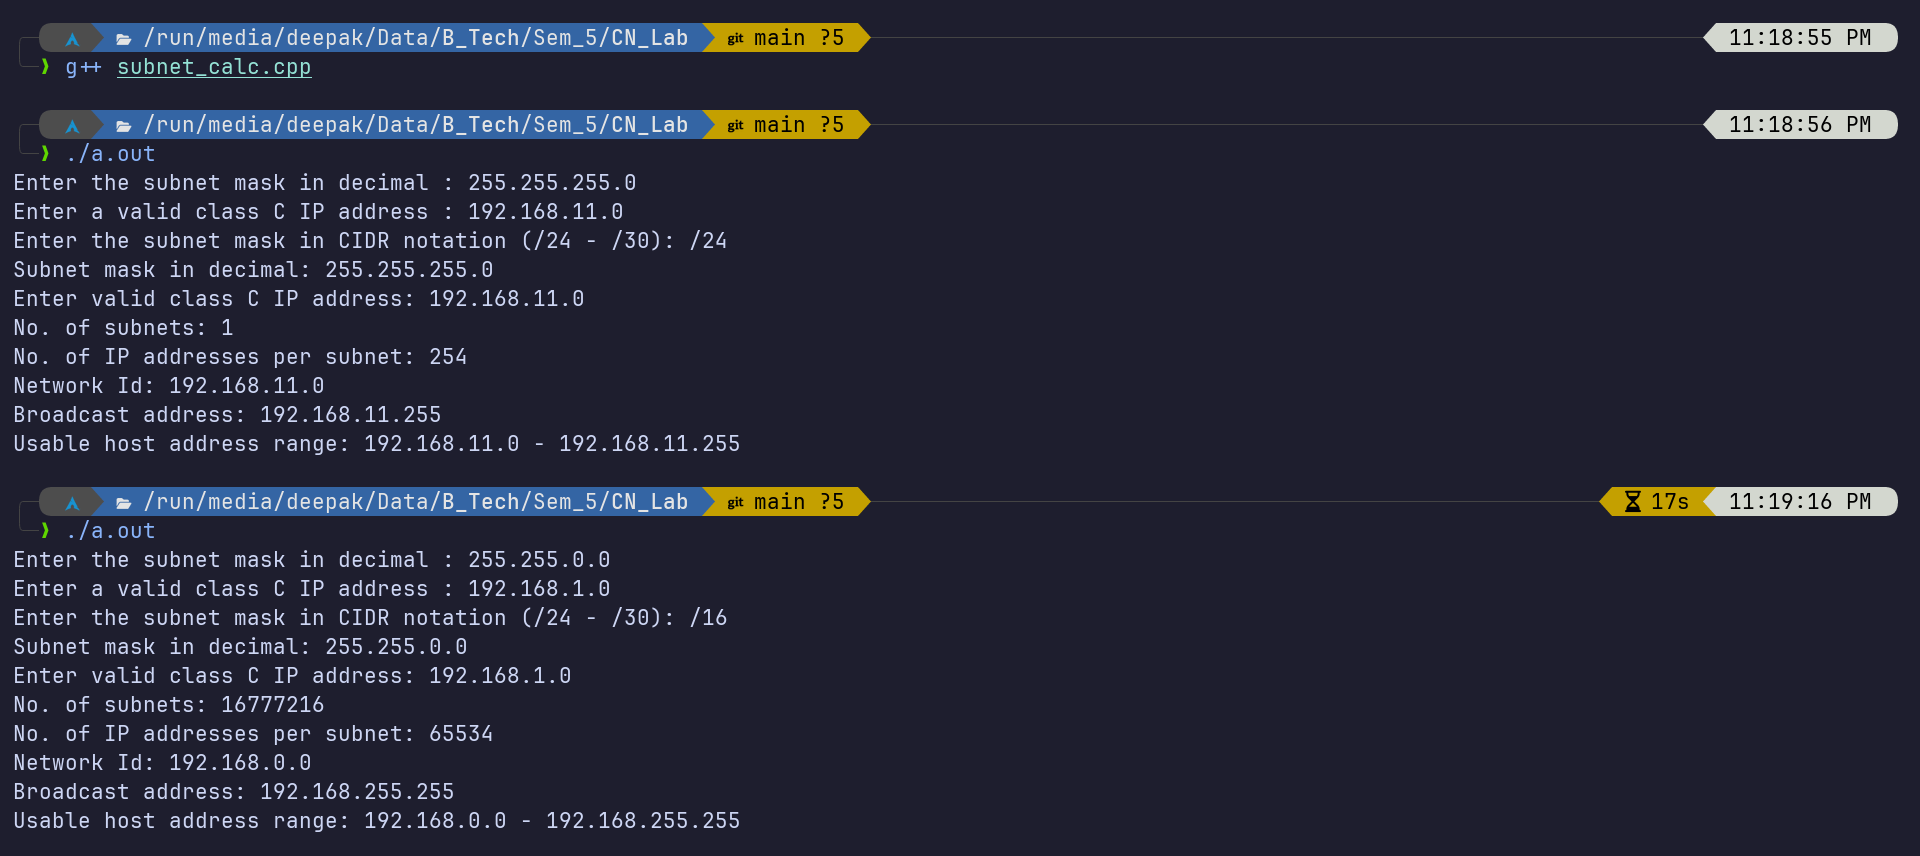 /run/media/deepak/Data/B_Tech/Sem_5/CN_Lab git main ?5 11:18:55 PM
❯ g++ subnet_calc.cpp
/run/media/deepak/Data/B_Tech/Sem_5/CN_Lab git main ?5 11:18:56 PM
❯ ./a.out
Enter the subnet mask in decimal : 255.255.255.0
Enter a valid class C IP address : 192.168.11.0
Enter the subnet mask in CIDR notation (/24 - /30): /24
Subnet mask in decimal: 255.255.255.0
Enter valid class C IP address: 192.168.11.0
No. of subnets: 1
No. of IP addresses per subnet: 254
Network Id: 192.168.11.0
Broadcast address: 192.168.11.255
Usable host address range: 192.168.11.0 - 192.168.11.255
/run/media/deepak/Data/B_Tech/Sem_5/CN_Lab git main ?5 17s 11:19:16 PM
❯ ./a.out
Enter the subnet mask in decimal : 255.255.0.0
Enter a valid class C IP address : 192.168.1.0
Enter the subnet mask in CIDR notation (/24 - /30): /16
Subnet mask in decimal: 255.255.0.0
Enter valid class C IP address: 192.168.1.0
No. of subnets: 16777216
No. of IP addresses per subnet: 65534
Network Id: 192.168.0.0
Broadcast address: 192.168.255.255
Usable host address range: 192.168.0.0 - 192.168.255.255